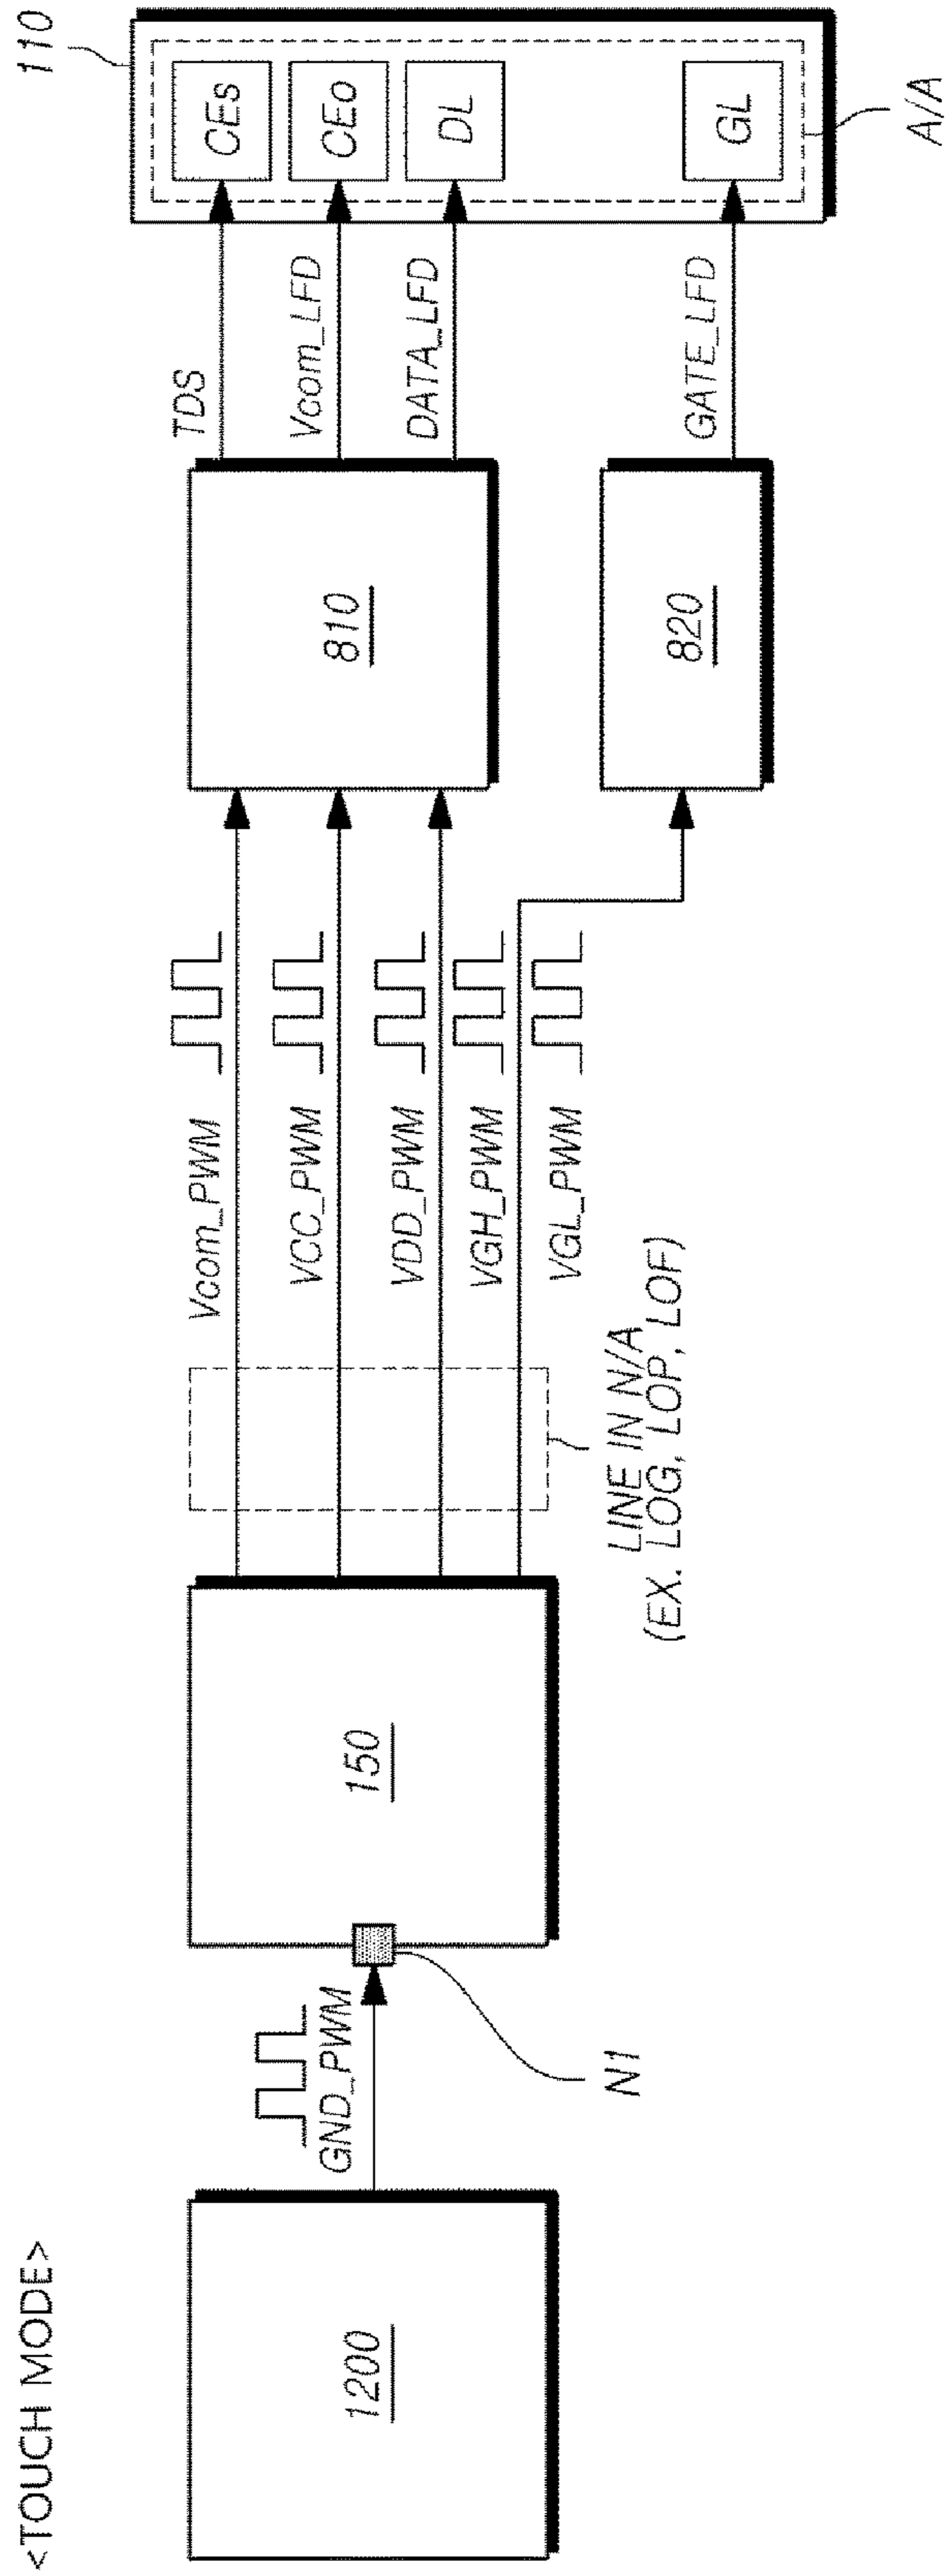 <TOUCH MODE>
1200
GND_PWM
N1
150
LINE IN N/A
(EX. LOG, LOP, LOF)
Vcom_PWM
VCC_PWM
VDD_PWM
VGH_PWM
VGL_PWM
810
820
TDS
Vcom_LFD
DATA_LFD
GATE_LFD
110
CEs
CEo
DL
GL
A/A